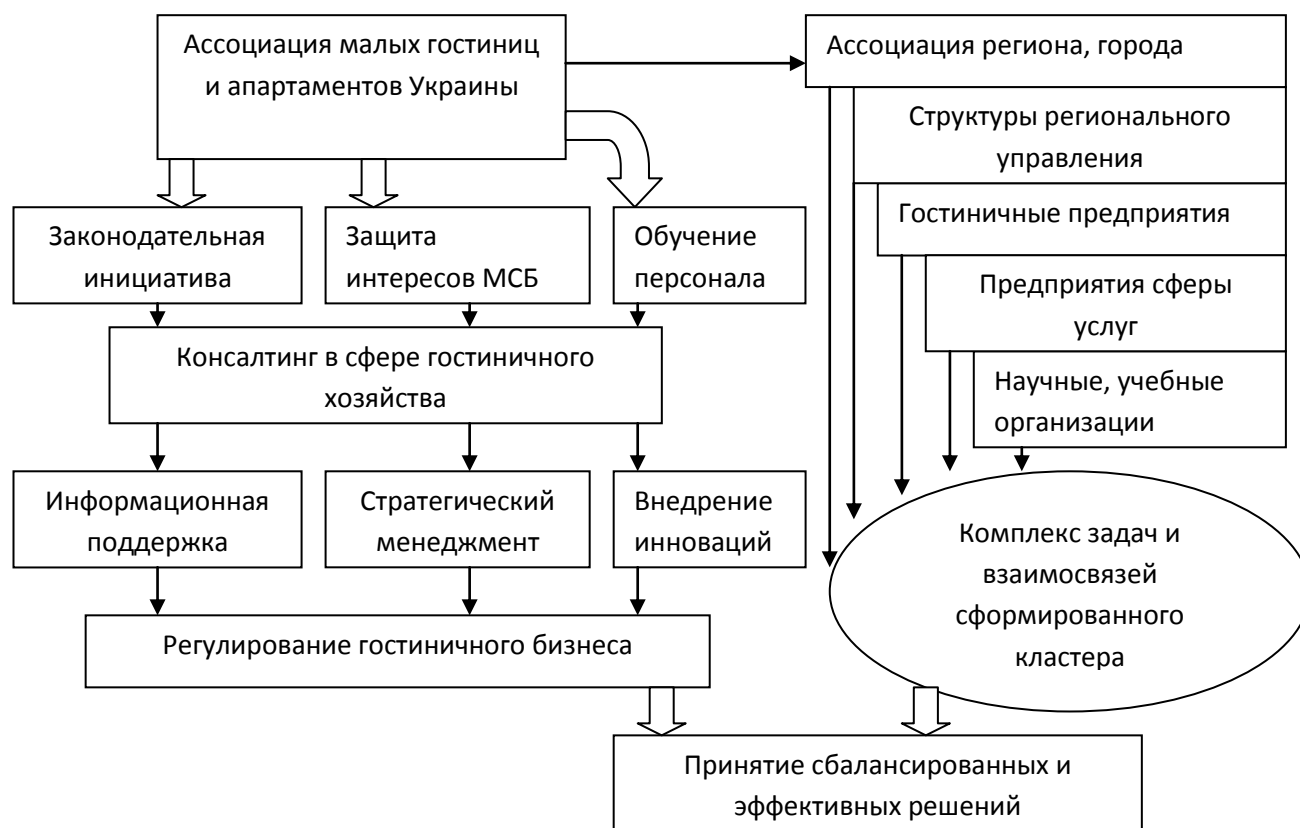 Ассоциация малых гостиниц
и апартаментов Украины
Ассоциация региона, города
Структуры регионального
управления
Гостиничные предприятия
Предприятия сферы
услуг
Научные, учебные
организации
Законодательная
инициатива
Защита
интересов МСБ
Обучение
персонала
Консалтинг в сфере гостиничного
хозяйства
Информационная
поддержка
Стратегический
менеджмент
Внедрение
инноваций
Комплекс задач и
взаимосвязей
сформированного
кластера
Регулирование гостиничного бизнеса
Принятие сбалансированных и
эффективных решений